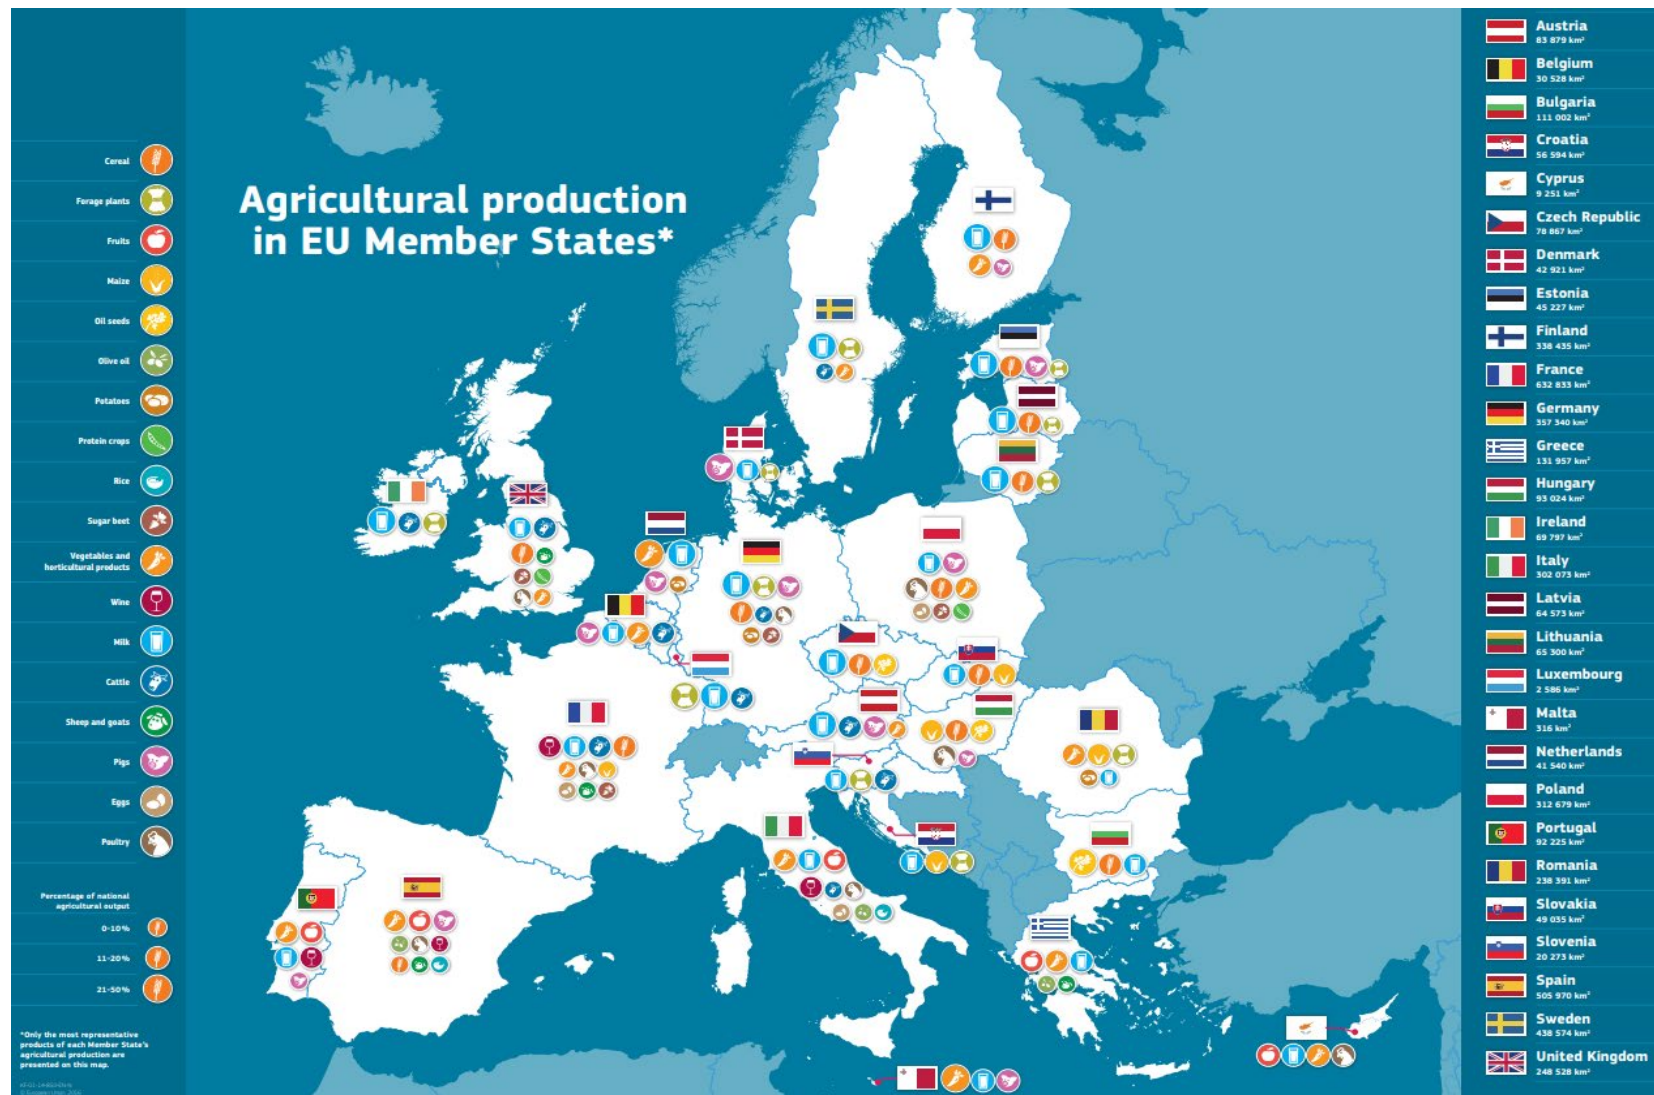 Agricultural production
in EU Member States*
Cereal
Forage plants
Fruits
Maize
Oil seeds
Olive oil
Potatoes
Protein crops
Rice
Sugar beet
Vegetables and
horticultural products
Wine
Milk
Cattle
Sheep and goats
Pigs
Eggs
Poultry
Percentage of national
agricultural output
0-10%
11-20%
21-50%
*Only the most representative
products of each Member State's
agricultural production are
presented on this map.
Austria
83 879 km²
Belgium
30 528 km²
Bulgaria
111 002 km²
Croatia
56 594 km²
Cyprus
9 251 km²
Czech Republic
78 867 km²
Denmark
42 921 km²
Estonia
45 227 km²
Finland
338 435 km²
France
632 833 km²
Germany
357 340 km²
Greece
131 957 km²
Hungary
93 024 km²
Ireland
69 797 km²
Italy
302 073 km²
Latvia
64 573 km²
Lithuania
65 300 km²
Luxembourg
2 586 km²
Malta
316 km²
Netherlands
41 540 km²
Poland
312 679 km²
Portugal
92 225 km²
Romania
238 391 km²
Slovakia
49 035 km²
Slovenia
20 273 km²
Spain
505 970 km²
Sweden
438 574 km²
United Kingdom
248 528 km²